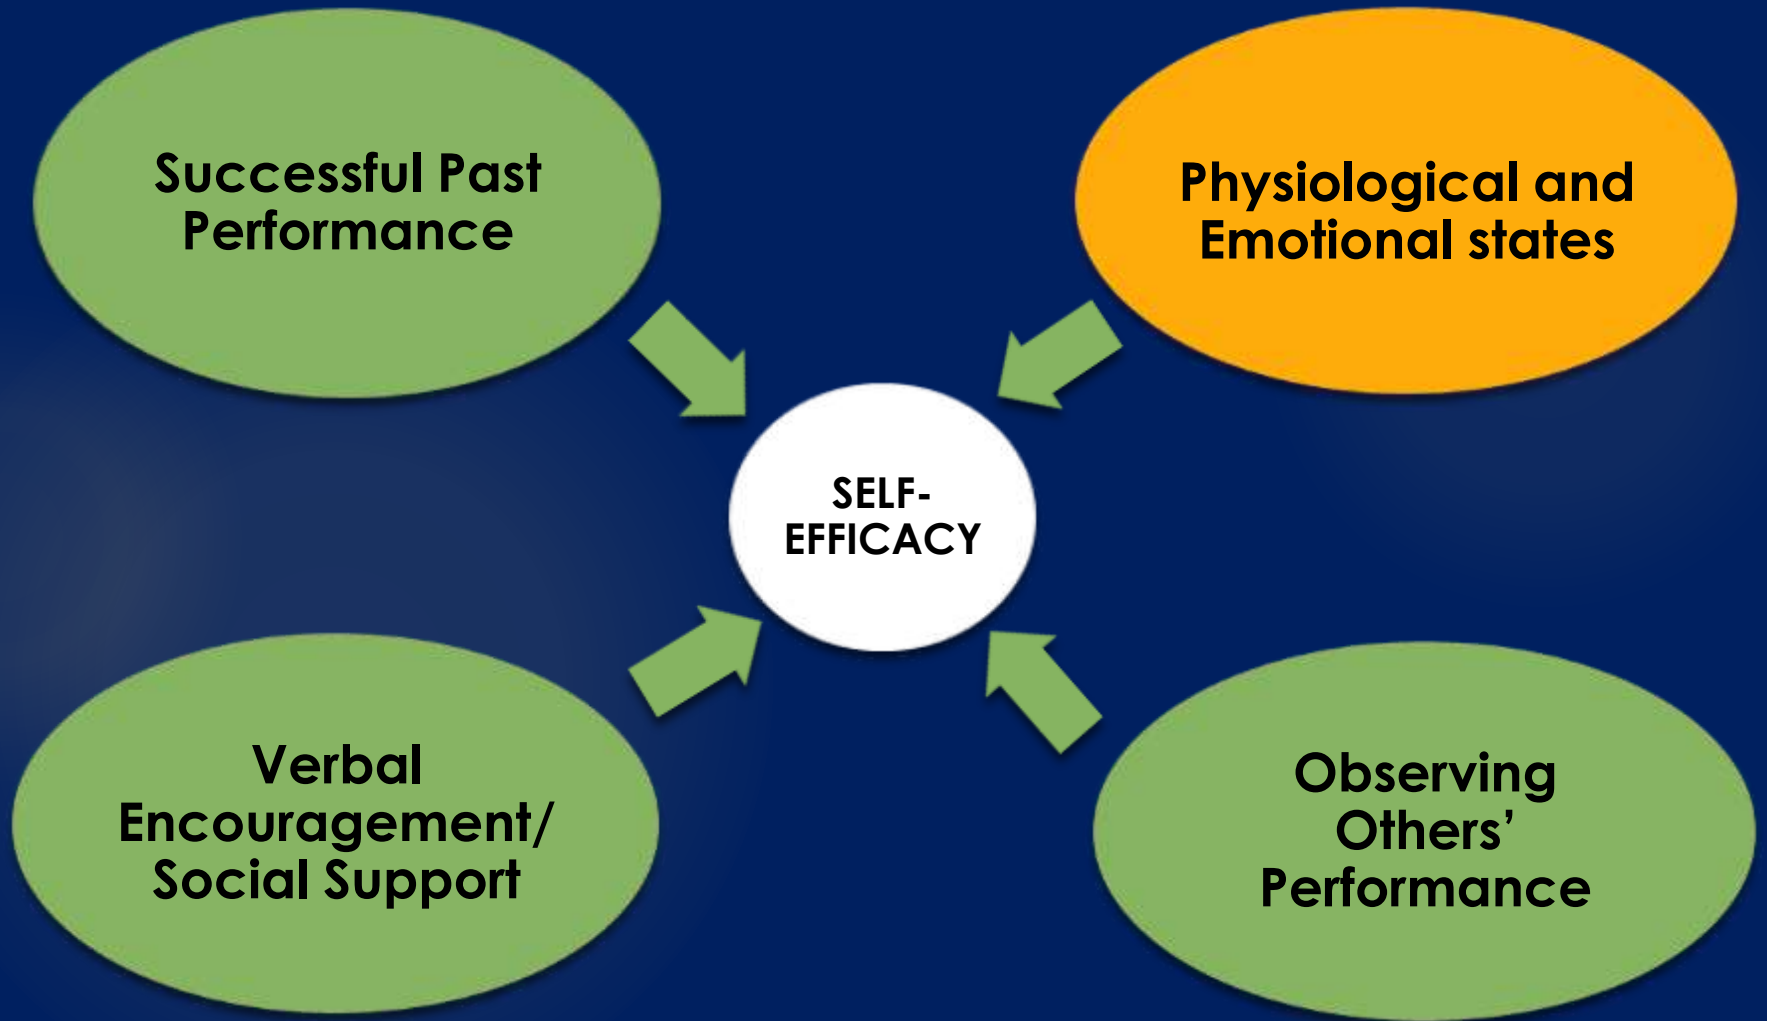 Successful Past
Performance
Physiological and
Emotional states
SELF-
EFFICACY
Verbal
Encouragement/
Social Support
Observing
Others’
Performance